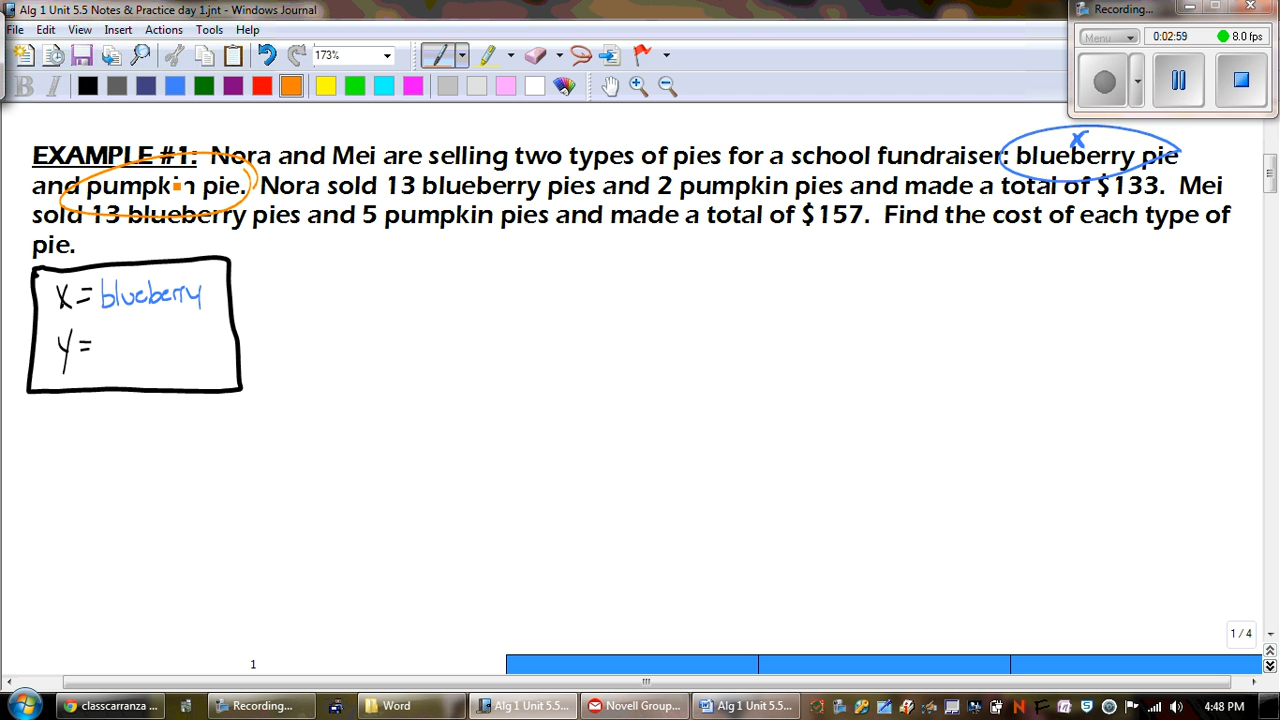 Alg 1 Unit 5.5 Notes & Practice day 1.jnt - Windows Journal
Recording...
File Edit View Insert Actions Tools Help
Menu 00:02:59 8.0 fps
173%
B I
x
EXAMPLE #1: Nora and Mei are selling two types of pies for a school fundraiser: blueberry pie
and pumpkin pie. Nora sold 13 blueberry pies and 2 pumpkin pies and made a total of $133. Mei
sold 13 blueberry pies and 5 pumpkin pies and made a total of $157. Find the cost of each type of
pie.
x = blueberry
y =
1 / 4
1
classcarranza ... Recording... Word Alg 1 Unit 5.5... Novell Group... Alg 1 Unit 5.5... 4:48 PM